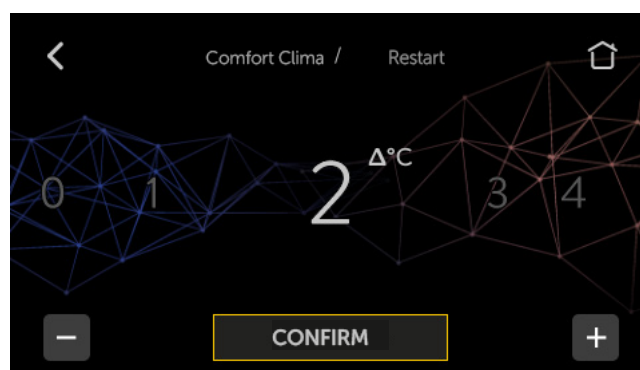 Comfort Clima / Restart
0 1 2 Δ°C 3 4
− CONFIRM +